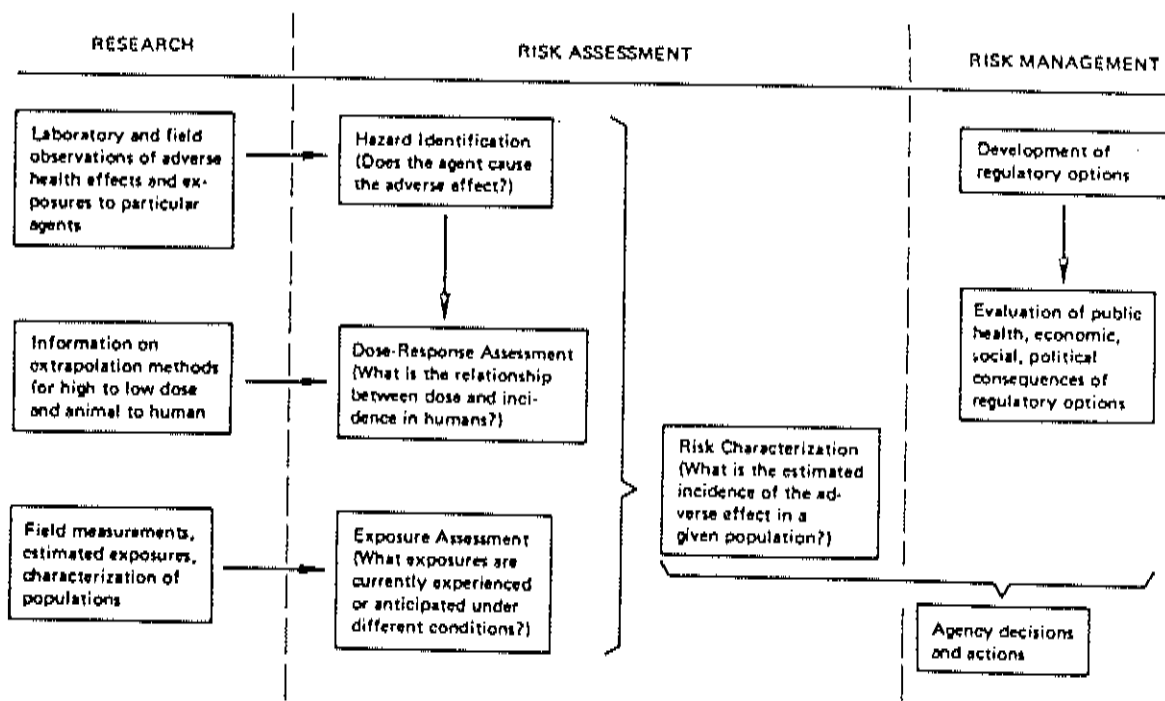 RESEARCH
RISK ASSESSMENT
RISK MANAGEMENT
Laboratory and field
observations of adverse
health effects and ex-
posures to particular
agents
Hazard Identification
(Does the agent cause
the adverse effect?)
Development of
regulatory options
Information on
extrapolation methods
for high to low dose
and animal to human
Dose-Response Assessment
(What is the relationship
between dose and inci-
dence in humans?)
Evaluation of public
health, economic,
social, political
consequences of
regulatory options
Risk Characterization
(What is the estimated
incidence of the ad-
verse effect in a
given population?)
Field measurements,
estimated exposures,
characterization of
populations
Exposure Assessment
(What exposures are
currently experienced
or anticipated under
different conditions?)
Agency decisions
and actions